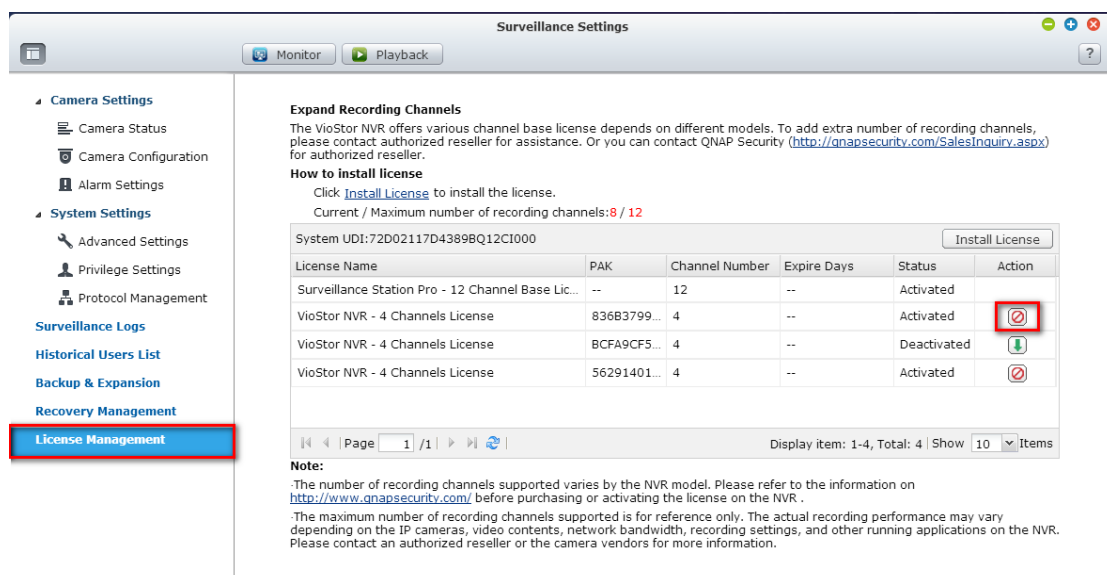 Surveillance Settings
Monitor
Playback
?
Camera Settings
Camera Status
Camera Configuration
Alarm Settings
System Settings
Advanced Settings
Privilege Settings
Protocol Management
Surveillance Logs
Historical Users List
Backup & Expansion
Recovery Management
License Management
Expand Recording Channels
The VioStor NVR offers various channel base license depends on different models. To add extra number of recording channels,
please contact authorized reseller for assistance. Or you can contact QNAP Security (http://qnapsecurity.com/SalesInquiry.aspx)
for authorized reseller.
How to install license
Click Install License to install the license.
Current / Maximum number of recording channels:8 / 12
System UDI:72D02117D4389BQ12CI000 Install License
License Name PAK Channel Number Expire Days Status Action
Surveillance Station Pro - 12 Channel Base Lic... -- 12 -- Activated
VioStor NVR - 4 Channels License 836B3799... 4 -- Activated
VioStor NVR - 4 Channels License BCFA9CF5... 4 -- Deactivated
VioStor NVR - 4 Channels License 56291401... 4 -- Activated
Page 1 /1 Display item: 1-4, Total: 4 Show 10 Items
Note:
·The number of recording channels supported varies by the NVR model. Please refer to the information on
http://www.qnapsecurity.com/ before purchasing or activating the license on the NVR .
·The maximum number of recording channels supported is for reference only. The actual recording performance may vary
depending on the IP cameras, video contents, network bandwidth, recording settings, and other running applications on the NVR.
Please contact an authorized reseller or the camera vendors for more information.